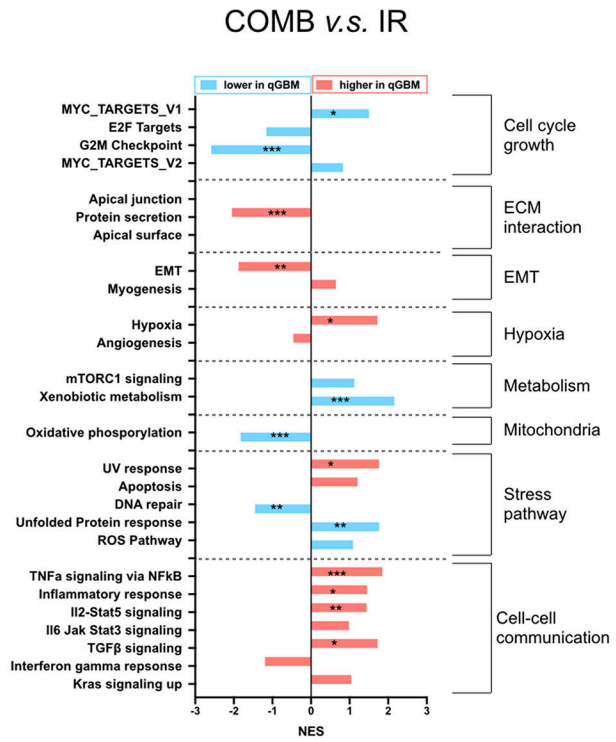 COMB v.s. IR
lower in qGBM
higher in qGBM
MYC_TARGETS_V1
*
E2F Targets
G2M Checkpoint
***
MYC_TARGETS_V2
Cell cycle
growth
Apical junction
Protein secretion
***
Apical surface
ECM
interaction
EMT
**
Myogenesis
EMT
Hypoxia
*
Angiogenesis
Hypoxia
mTORC1 signaling
Xenobiotic metabolism
***
Metabolism
Oxidative phosporylation
***
Mitochondria
UV response
*
Apoptosis
DNA repair
**
Unfolded Protein response
**
ROS Pathway
Stress
pathway
TNFa signaling via NFkB
***
Inflammatory response
*
Il2-Stat5 signaling
**
Il6 Jak Stat3 signaling
TGFβ signaling
*
Interferon gamma repsonse
Kras signaling up
Cell-cell
communication
-3 -2 -1 0 1 2 3
NES